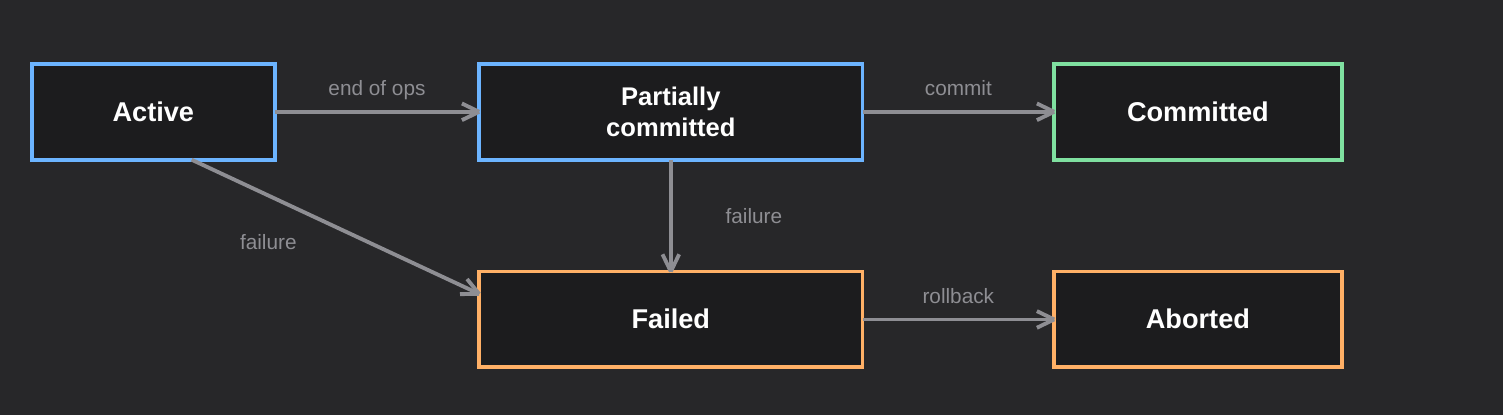 Active
end of ops
Partially
committed
commit
Committed
failure
failure
Failed
rollback
Aborted